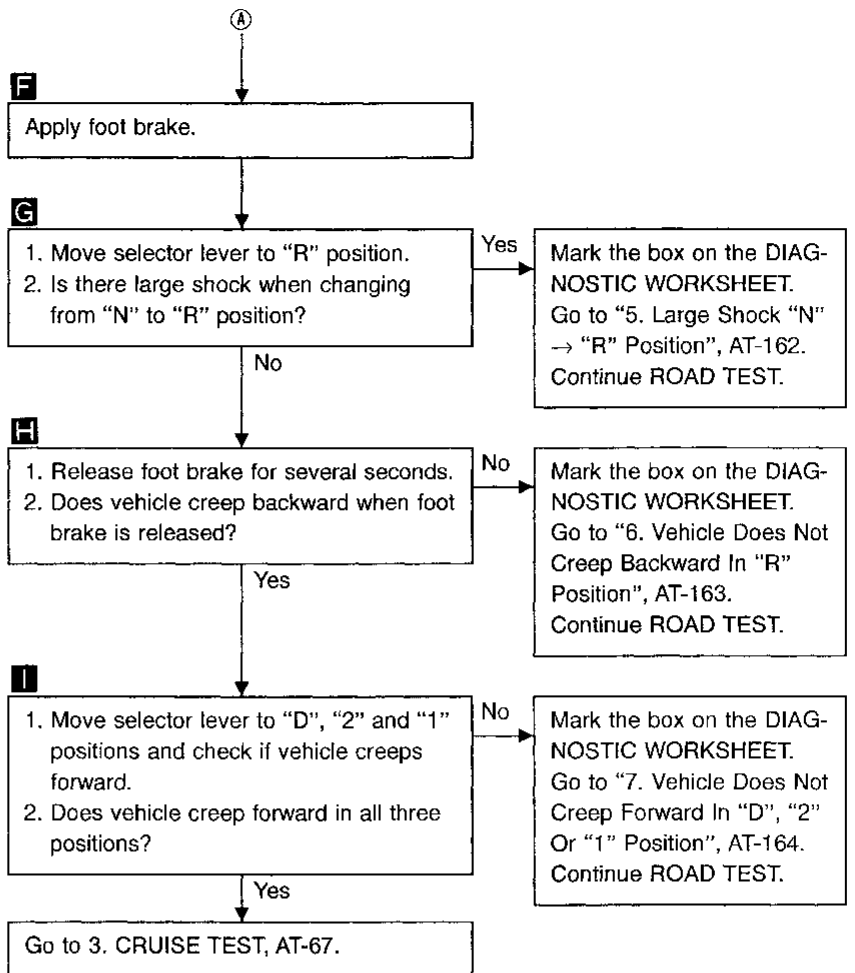 A
F
Apply foot brake.
G
1. Move selector lever to “R” position.
2. Is there large shock when changing
from “N” to “R” position?
Yes
Mark the box on the DIAG-
NOSTIC WORKSHEET.
Go to “5. Large Shock “N”
→ “R” Position”, AT-162.
Continue ROAD TEST.
No
H
1. Release foot brake for several seconds.
2. Does vehicle creep backward when foot
brake is released?
No
Mark the box on the DIAG-
NOSTIC WORKSHEET.
Go to “6. Vehicle Does Not
Creep Backward In “R”
Position”, AT-163.
Continue ROAD TEST.
Yes
I
1. Move selector lever to “D”, “2” and “1”
positions and check if vehicle creeps
forward.
2. Does vehicle creep forward in all three
positions?
No
Mark the box on the DIAG-
NOSTIC WORKSHEET.
Go to “7. Vehicle Does Not
Creep Forward In “D”, “2”
Or “1” Position”, AT-164.
Continue ROAD TEST.
Yes
Go to 3. CRUISE TEST, AT-67.